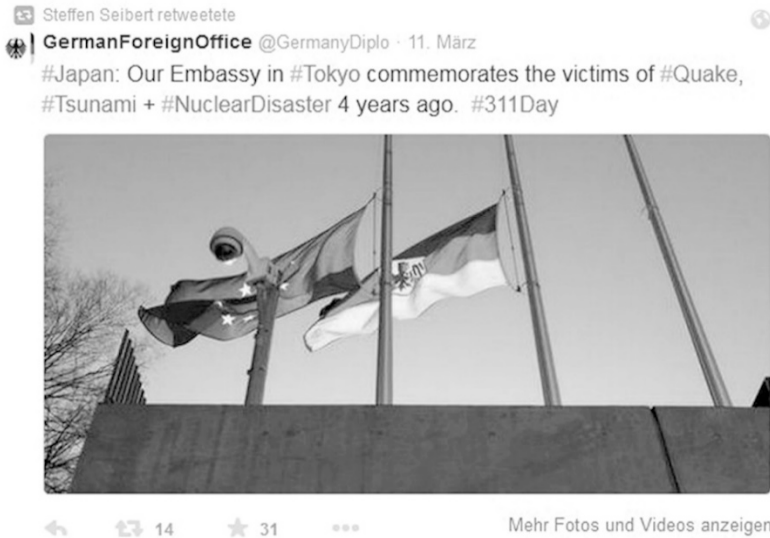 Steffen Seibert retweetete
GermanForeignOffice @GermanyDiplo · 11. März
#Japan: Our Embassy in #Tokyo commemorates the victims of #Quake,
#Tsunami + #NuclearDisaster 4 years ago. #311Day
14 31 Mehr Fotos und Videos anzeigen